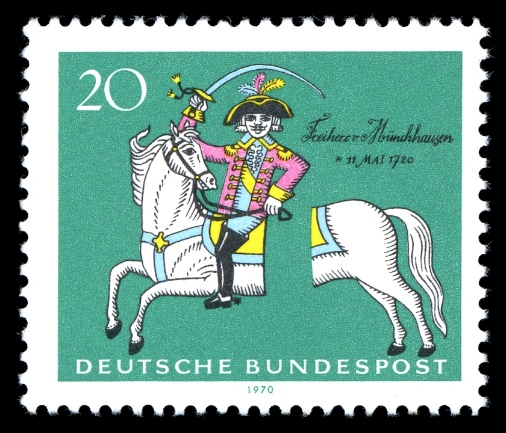 20
Freiherr v. Münchhausen
* 11. MAI 1720
DEUTSCHE BUNDESPOST
1970